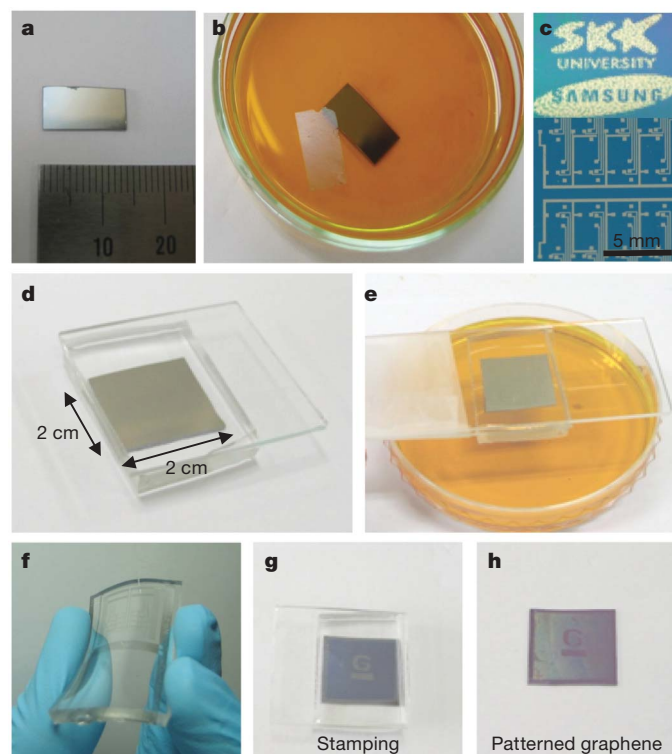 a
b
c
SKK
UNIVERSITY
SAMSUNG
10
20
5 mm
d
2 cm
2 cm
e
f
g
Stamping
h
Patterned graphene